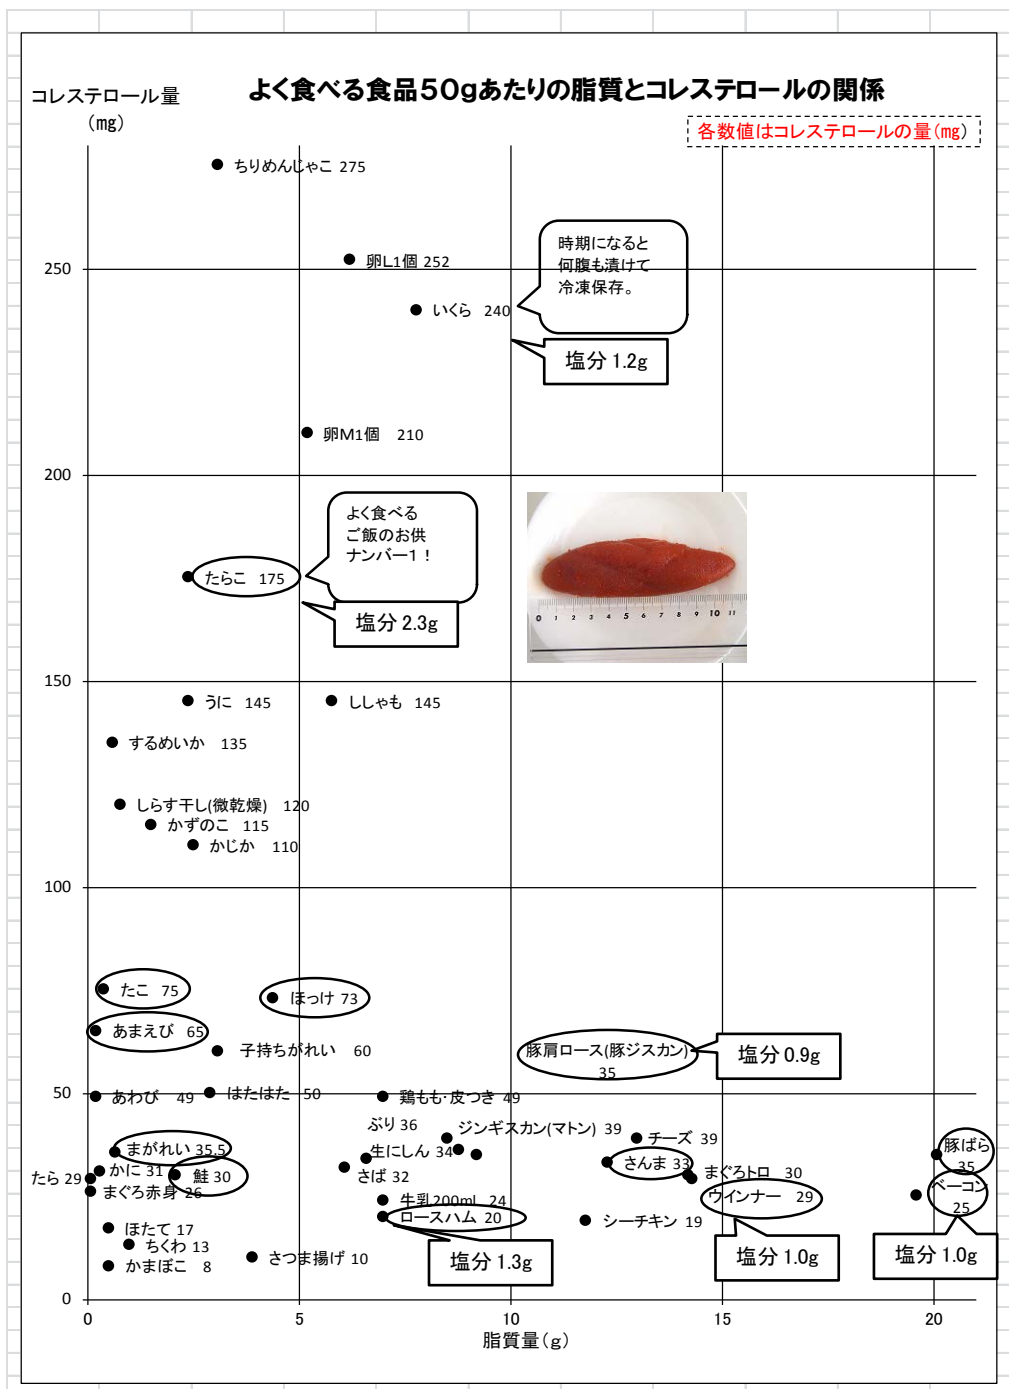 よく食べる食品50gあたりの脂質とコレステロールの関係
コレステロール量
(mg)
各数値はコレステロールの量(mg)
ちりめんじゃこ 275
時期になると
何腹も漬けて
冷凍保存。
卵L1個 252
250
いくら 240
塩分 1.2g
卵M1個 210
200
よく食べる
ご飯のお供
ナンバー1!
たらこ 175
塩分 2.3g
0 1 2 3 4 5 6 7 8 9 10 11
150
うに 145
ししゃも 145
するめいか 135
しらす干し(微乾燥) 120
かずのこ 115
かじか 110
100
たこ 75
ほっけ 73
あまえび 65
子持ちがれい 60
豚肩ロース(豚ジスカン)
35
塩分 0.9g
50
あわび 49
はたはた 50
鶏もも・皮つき 49
ぶり 36
ジンギスカン(マトン) 39
チーズ 39
まがれい 35.5
生にしん 34
さんま 33
豚ばら
35
たら 29
かに 31
鮭 30
さば 32
まぐろトロ 30
まぐろ赤身 26
牛乳200ml 24
ウインナー 29
ベーコン
25
ロースハム 20
シーチキン 19
ほたて 17
ちくわ 13
さつま揚げ 10
かまぼこ 8
塩分 1.3g
塩分 1.0g
塩分 1.0g
0
0 5 10 15 20
脂質量(g)